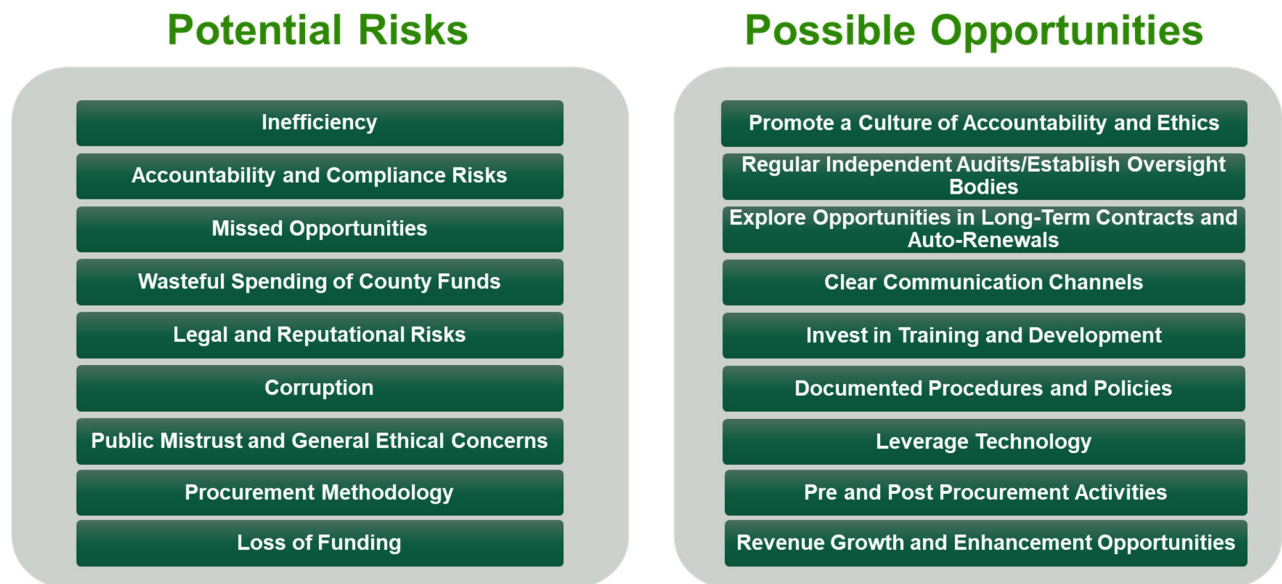 Potential Risks
Inefficiency
Accountability and Compliance Risks
Missed Opportunities
Wasteful Spending of County Funds
Legal and Reputational Risks
Corruption
Public Mistrust and General Ethical Concerns
Procurement Methodology
Loss of Funding
Possible Opportunities
Promote a Culture of Accountability and Ethics
Regular Independent Audits/Establish Oversight
Bodies
Explore Opportunities in Long-Term Contracts and
Auto-Renewals
Clear Communication Channels
Invest in Training and Development
Documented Procedures and Policies
Leverage Technology
Pre and Post Procurement Activities
Revenue Growth and Enhancement Opportunities